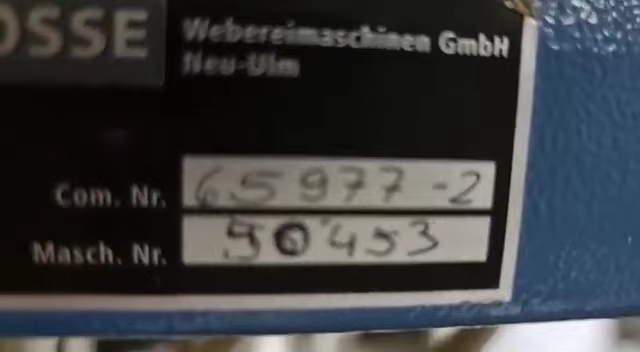 OSSE
Webereimaschinen GmbH
Neu-Ulm
Com. Nr. 65977-2
Masch. Nr. 50453